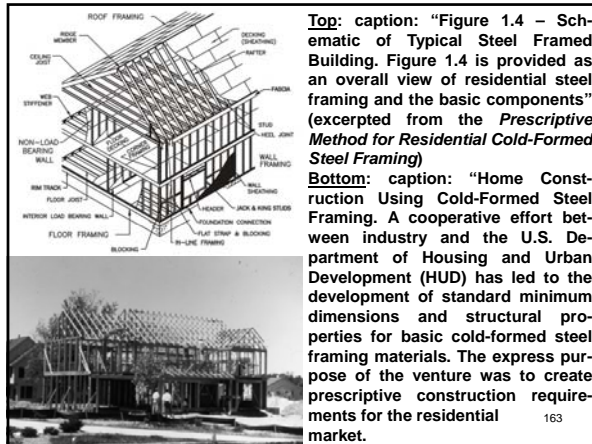 ROOF FRAMING
RIDGE
MEMBER
CEILING
JOIST
DECKING
(SHEATHING)
RAFTER
FASCIA
WEB
STIFFENER
STUD
HEEL JOINT
NON-LOAD
BEARING
WALL
FLOOR
DECKING
"C" CORNER
FRAMING
WALL
FRAMING
WALL
SHEATHING
RIM TRACK
FLOOR JOIST
INTERIOR LOAD BEARING WALL
FLOOR FRAMING
BLOCKING
JACK & KING STUDS
HEADER
FOUNDATION CONNECTION
FLAT STRAP & BLOCKING
IN-LINE FRAMING
Top: caption: “Figure 1.4 – Sch-
ematic of Typical Steel Framed
Building. Figure 1.4 is provided as
an overall view of residential steel
framing and the basic components”
(excerpted from the Prescriptive
Method for Residential Cold-Formed
Steel Framing)
Bottom: caption: “Home Const-
ruction Using Cold-Formed Steel
Framing. A cooperative effort bet-
ween industry and the U.S. De-
partment of Housing and Urban
Development (HUD) has led to the
development of standard minimum
dimensions and structural pro-
perties for basic cold-formed steel
framing materials. The express pur-
pose of the venture was to create
prescriptive construction require-
ments for the residential 163
market.